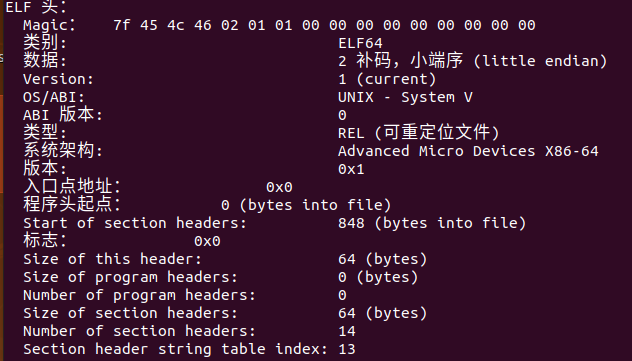 ELF 头：
Magic： 7f 45 4c 46 02 01 01 00 00 00 00 00 00 00 00 00
类别: ELF64
数据: 2 补码，小端序 (little endian)
Version: 1 (current)
OS/ABI: UNIX - System V
ABI 版本: 0
类型: REL (可重定位文件)
系统架构: Advanced Micro Devices X86-64
版本: 0x1
入口点地址： 0x0
程序头起点： 0 (bytes into file)
Start of section headers: 848 (bytes into file)
标志： 0x0
Size of this header: 64 (bytes)
Size of program headers: 0 (bytes)
Number of program headers: 0
Size of section headers: 64 (bytes)
Number of section headers: 14
Section header string table index: 13